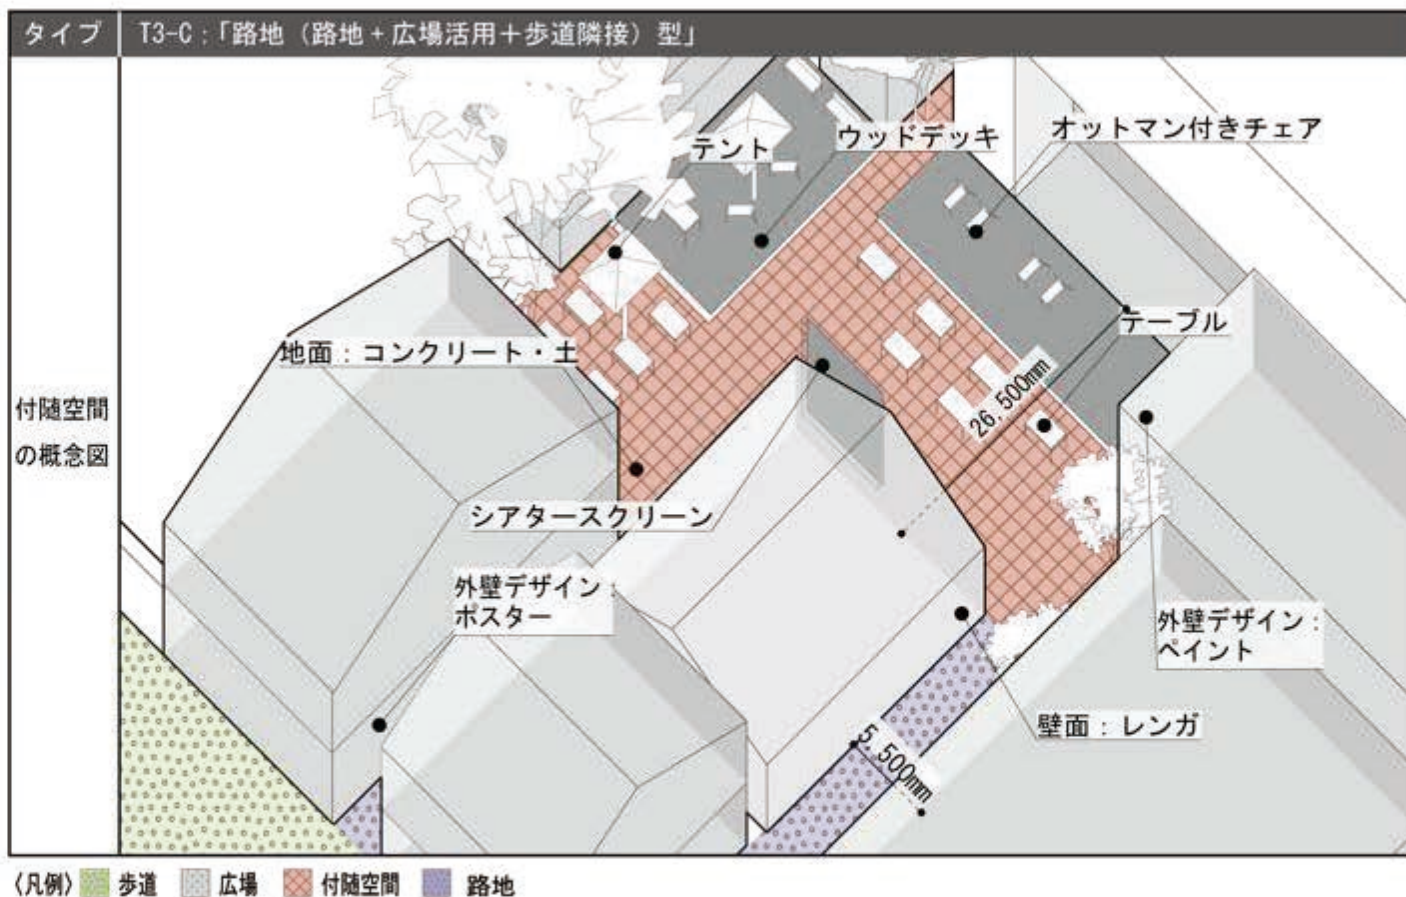 タイプ
T3-C：「路地（路地＋広場活用＋歩道隣接）型」
テント
ウッドデッキ
オットマン付きチェア
地面：コンクリート・土
テーブル
26,500mm
付随空間
の概念図
シアタースクリーン
外壁デザイン：
ポスター
外壁デザイン：
ペイント
壁面：レンガ
5,500mm
〈凡例〉 歩道 広場 付随空間 路地